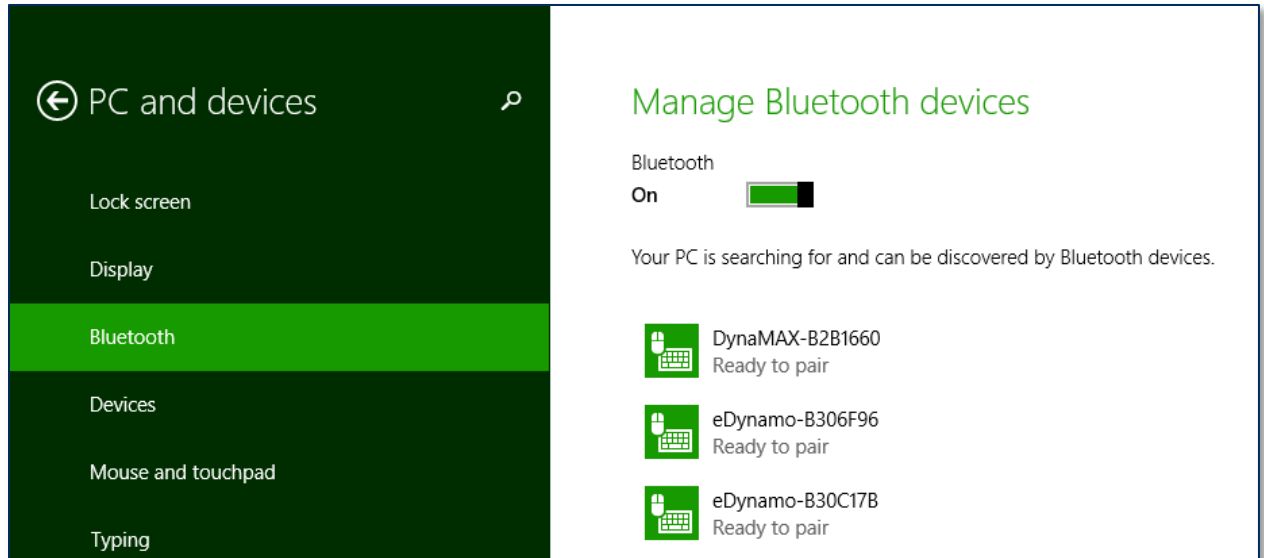 PC and devices
Lock screen
Display
Bluetooth
Devices
Mouse and touchpad
Typing
Manage Bluetooth devices
Bluetooth
On
Your PC is searching for and can be discovered by Bluetooth devices.
DynaMAX-B2B1660
Ready to pair
eDynamo-B306F96
Ready to pair
eDynamo-B30C17B
Ready to pair